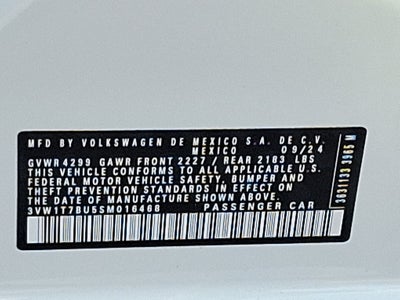 MFD BY VOLKSWAGEN DE MEXICO S.A. DE C.V.
MEXICO 09/24
GVWR 4299 GAWR FRONT 2227 / REAR 2183 LBS
THIS VEHICLE CONFORMS TO ALL APPLICABLE U.S.
FEDERAL MOTOR VEHICLE SAFETY, BUMPER AND
THEFT PREVENTION STANDARDS IN EFFECT ON
THE DATE OF MANUFACTURE SHOWN ABOVE.
3VW1T7BU5SM016468 PASSENGER CAR